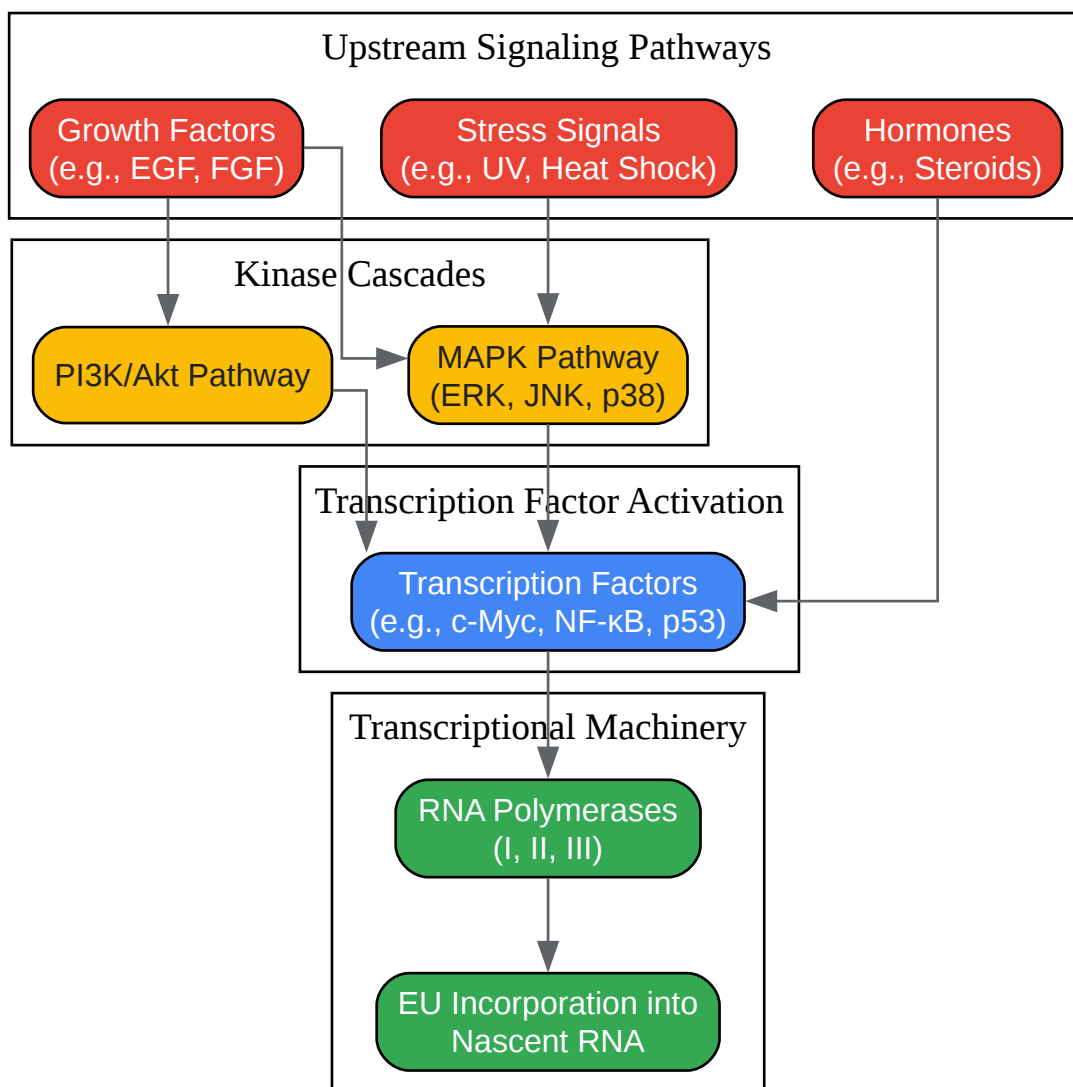 Upstream Signaling Pathways
Growth Factors
(e.g., EGF, FGF)
Stress Signals
(e.g., UV, Heat Shock)
Hormones
(e.g., Steroids)
Kinase Cascades
PI3K/Akt Pathway
MAPK Pathway
(ERK, JNK, p38)
Transcription Factor Activation
Transcription Factors
(e.g., c-Myc, NF-κB, p53)
Transcriptional Machinery
RNA Polymerases
(I, II, III)
EU Incorporation into
Nascent RNA